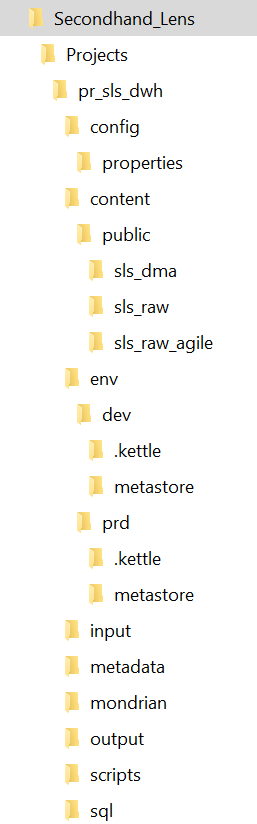 Secondhand_Lens
Projects
pr_sls_dwh
config
properties
content
public
sls_dma
sls_raw
sls_raw_agile
env
dev
.kettle
metastore
prd
.kettle
metastore
input
metadata
mondrian
output
scripts
sql